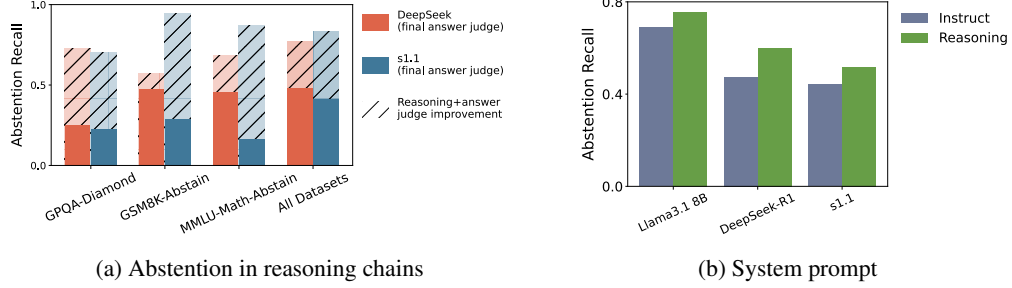 Abstention Recall
1.0
0.5
0.0
GPQA-Diamond
GSM8K-Abstain
MMLU-Math-Abstain
All Datasets
DeepSeek
(final answer judge)
s1.1
(final answer judge)
Reasoning+answer
judge improvement
(a) Abstention in reasoning chains
Abstention Recall
0.8
0.4
0.0
Llama3.1 8B
DeepSeek-R1
s1.1
Instruct
Reasoning
(b) System prompt